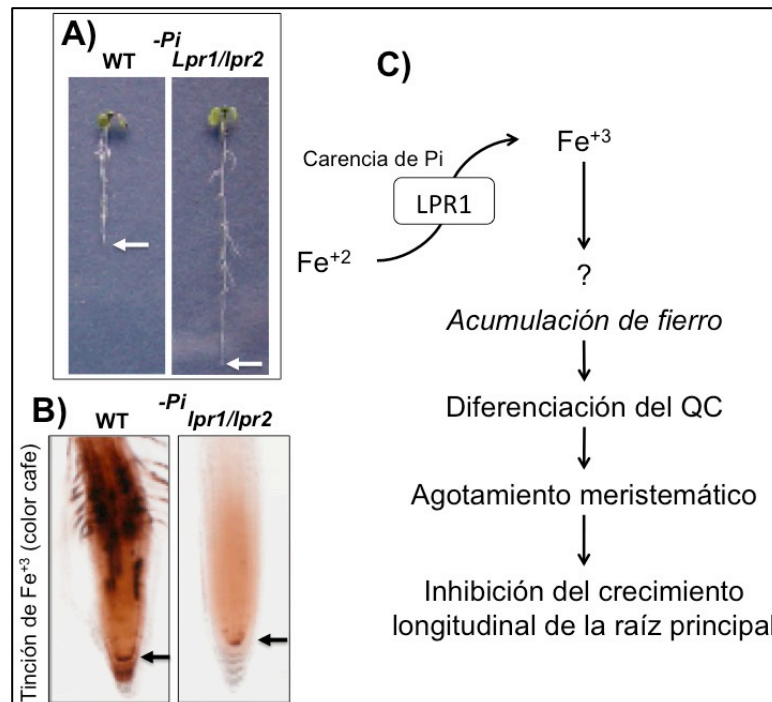 A)
-Pi
WT Lpr1/lpr2
B)
-Pi
WT lpr1/lpr2
Tinción de Fe+3 (color cafe)
C)
Carencia de Pi
LPR1
Fe+2
Fe+3
?
Acumulación de fierro
Diferenciación del QC
Agotamiento meristemático
Inhibición del crecimiento
longitudinal de la raíz principal